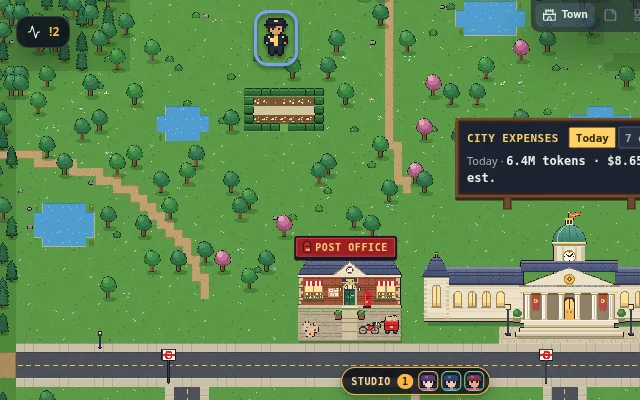 !2
Town
CITY EXPENSES Today 7
Today · 6.4M tokens · $8.65
est.
POST OFFICE
STUDIO 1